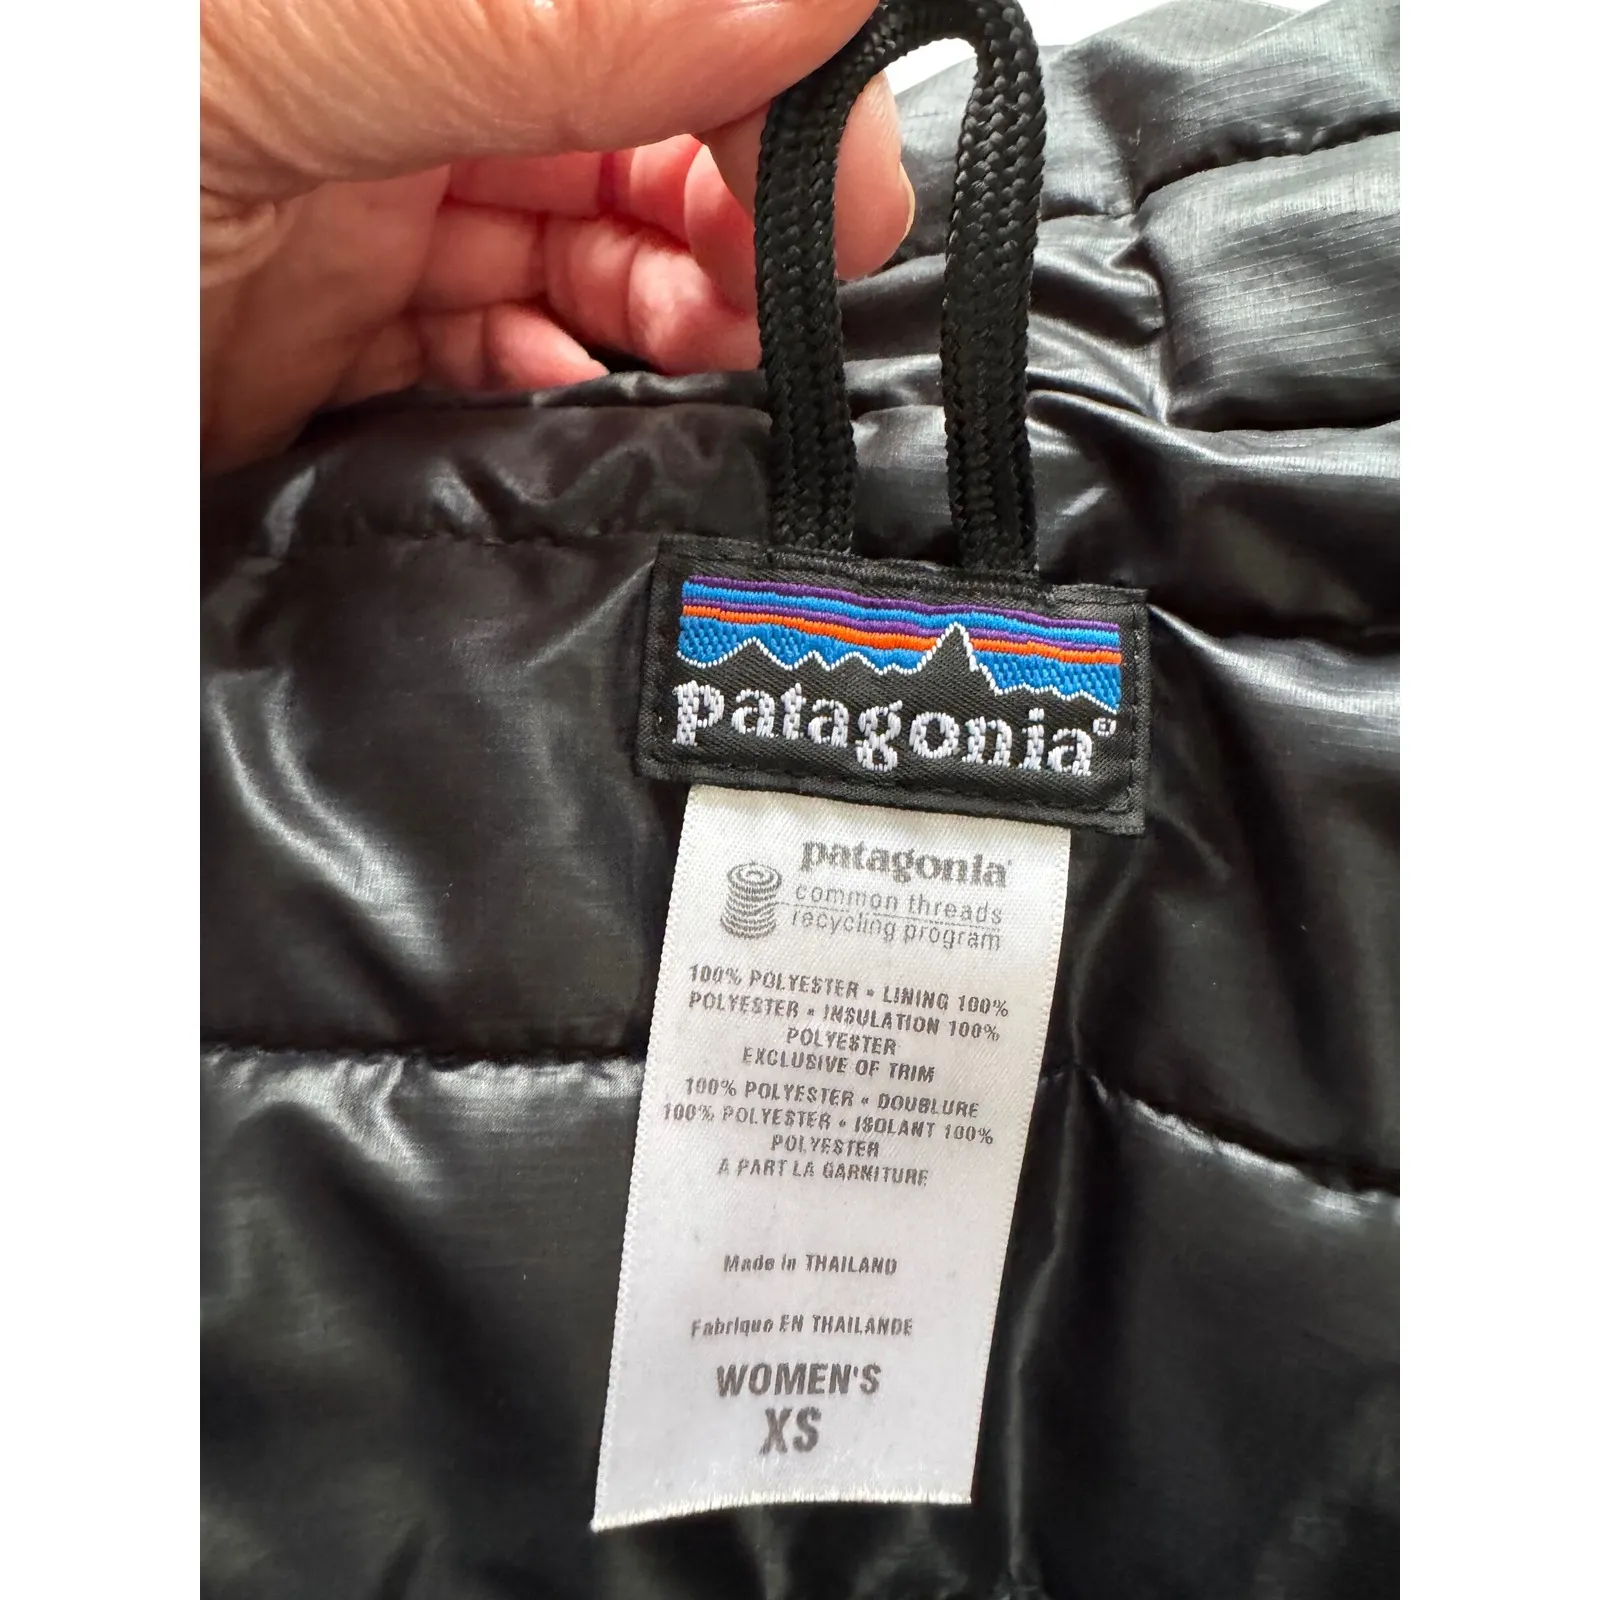 patagonia®
patagonia®
common threads
recycling program
100% POLYESTER • LINING 100%
POLYESTER • INSULATION 100%
POLYESTER
EXCLUSIVE OF TRIM
100% POLYESTER • DOUBLURE
100% POLYESTER • ISOLANT 100%
POLYESTER
A PART LA GARNITURE
Made in THAILAND
Fabrique EN THAILANDE
WOMEN'S
XS